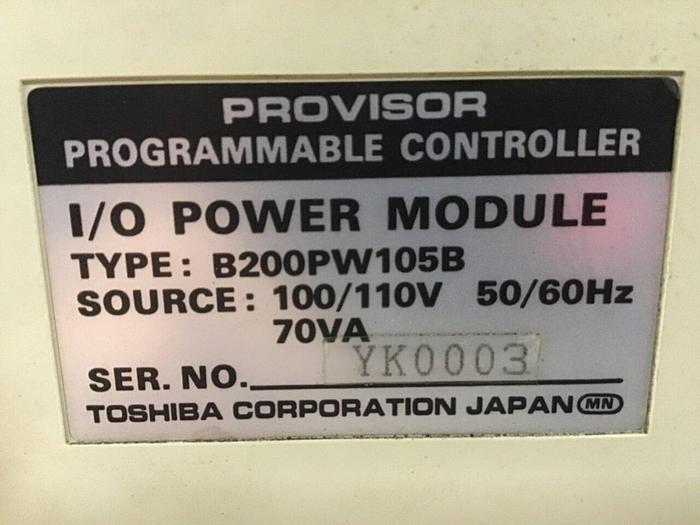 PROVISOR
PROGRAMMABLE CONTROLLER
I/O POWER MODULE
TYPE: B200PW105B
SOURCE: 100/110V 50/60Hz
70VA
SER. NO. YK0003
TOSHIBA CORPORATION JAPAN MN